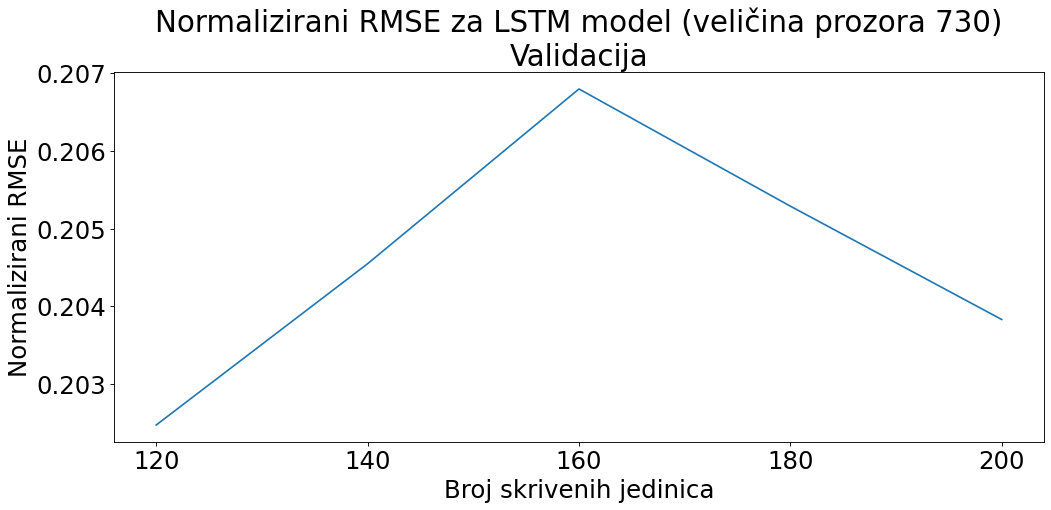 Normalizirani RMSE za LSTM model (veličina prozora 730)
Validacija
Normalizirani RMSE
0.207
0.206
0.205
0.204
0.203
120 140 160 180 200
Broj skrivenih jedinica